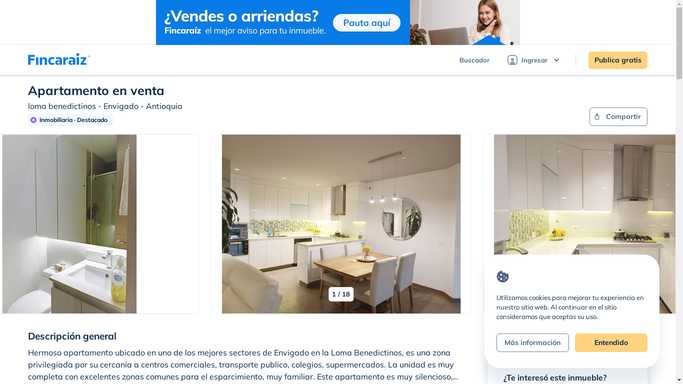 ¿Vendes o arriendas?
Fincaraíz el mejor aviso para tu inmueble.
Pauta aquí
Fincaraíz
Buscador
Ingresar
Publica gratis
Apartamento en venta
loma benedictinos - Envigado - Antioquia
Inmobiliaria · Destacado
Compartir
1 / 18
Utilizamos cookies para mejorar tu experiencia en
nuestro sitio web. Al continuar en el sitio
consideramos que aceptas su uso.
Más información
Entendido
Descripción general
Hermoso apartamento ubicado en uno de los mejores sectores de Envigado en la Loma Benedictinos, es una zona
privilegiada por su cercania a centros comerciales, transporte publico, colegios, supermercados. La unidad es muy
completa con excelentes zonas comunes para el esparcimiento, muy familiar. Este apartamento es muy silencioso,...
¿Te interesó este inmueble?